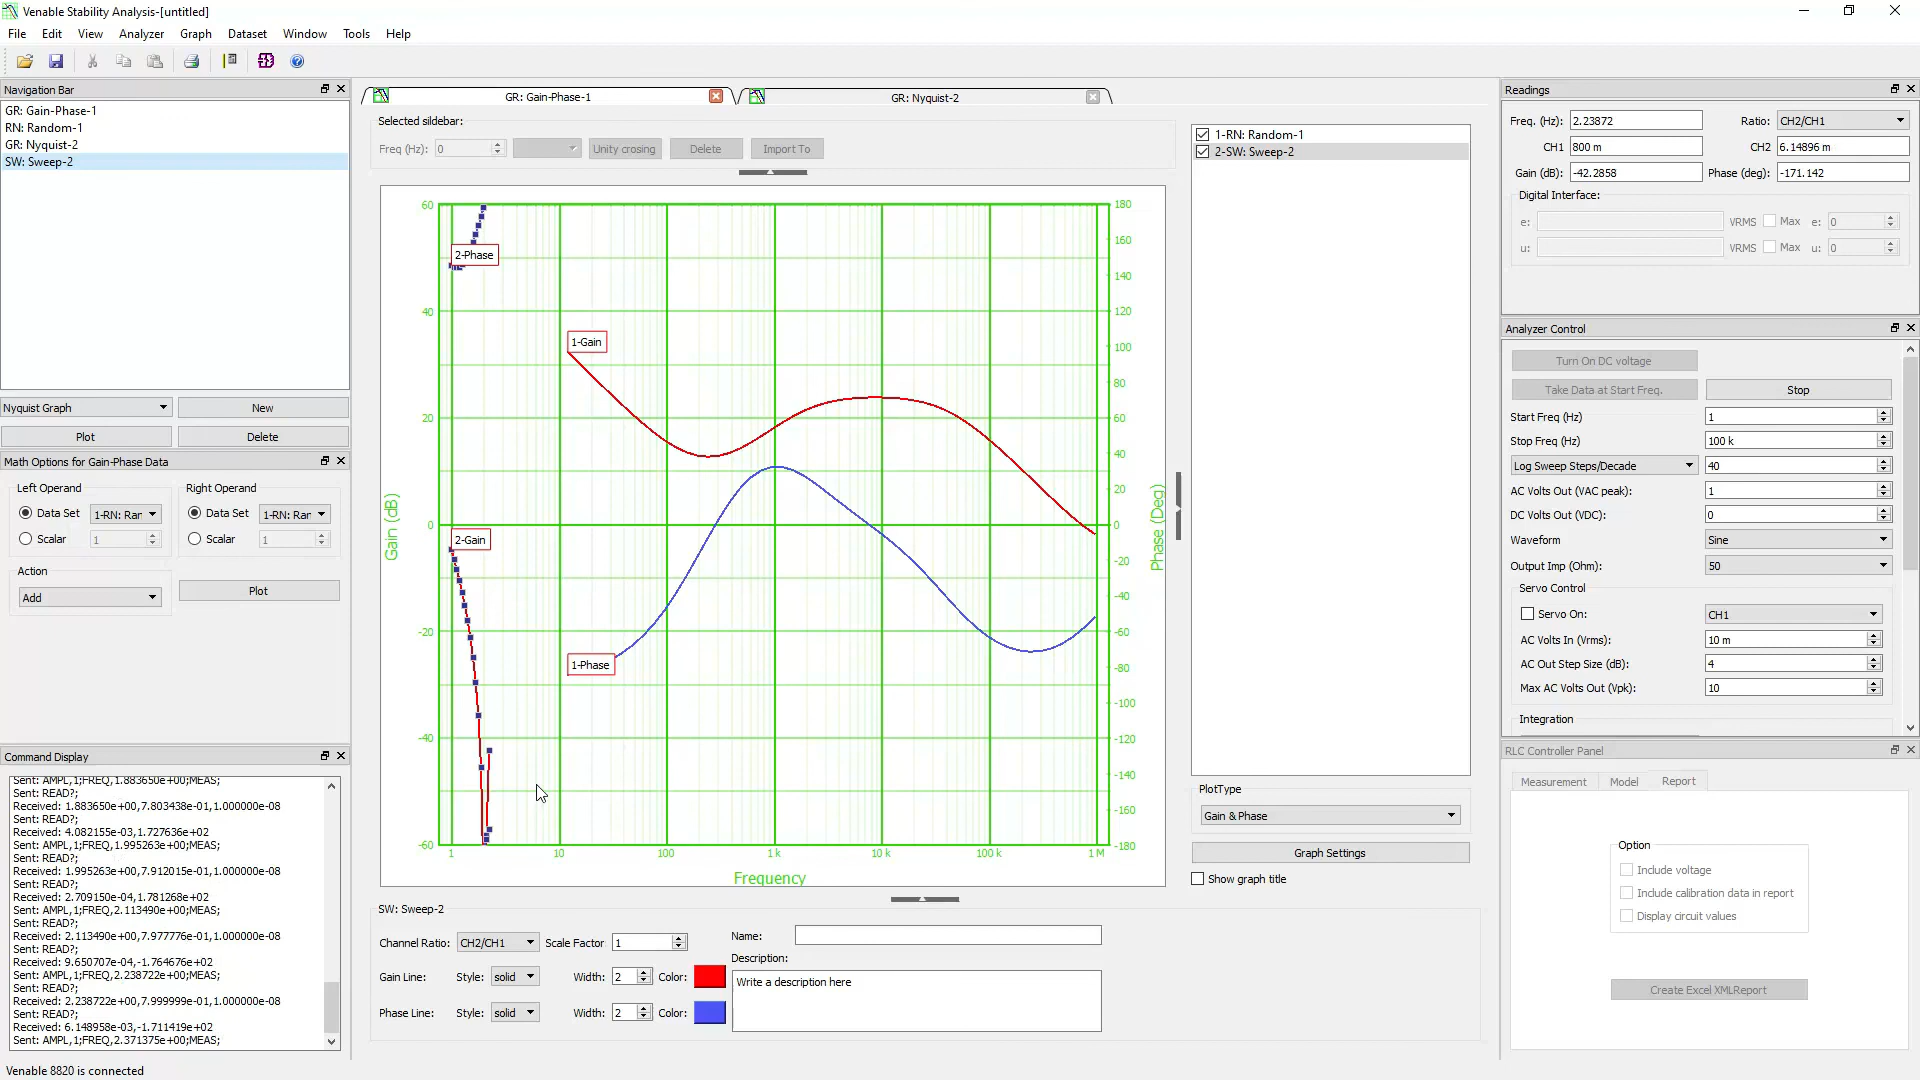 Venable Stability Analysis-[untitled]
File Edit View Analyzer Graph Dataset Window Tools Help
Navigation Bar
GR: Gain-Phase-1
RN: Random-1
GR: Nyquist-2
SW: Sweep-2
Nyquist Graph New
Plot Delete
Math Options for Gain-Phase Data
Left Operand Right Operand
Data Set 1-RN: Rar Data Set 1-RN: Rar
Scalar 1 Scalar 1
Action
Add Plot
Command Display
Sent: AMPL,1;FREQ,1.883650e+00;MEAS;
Sent: READ?;
Received: 1.883650e+00,7.803438e-01,1.000000e-08
Sent: READ?;
Received: 4.082155e-03,1.727636e+02
Sent: AMPL,1;FREQ,1.995263e+00;MEAS;
Sent: READ?;
Received: 1.995263e+00,7.912015e-01,1.000000e-08
Sent: READ?;
Received: 2.709150e-04,1.781268e+02
Sent: AMPL,1;FREQ,2.113490e+00;MEAS;
Sent: READ?;
Received: 2.113490e+00,7.977776e-01,1.000000e-08
Sent: READ?;
Received: 9.650707e-04,-1.764676e+02
Sent: AMPL,1;FREQ,2.238722e+00;MEAS;
Sent: READ?;
Received: 2.238722e+00,7.999999e-01,1.000000e-08
Sent: READ?;
Received: 6.148958e-03,-1.711419e+02
Sent: AMPL,1;FREQ,2.371375e+00;MEAS;
Venable 8820 is connected
GR: Gain-Phase-1 GR: Nyquist-2
Selected sildebar:
Freq (Hz): 0 Unity crosing Delete Import To
60
40
20
0
-20
-40
-60
Gain (dB)
2-Phase
1-Gain
2-Gain
1-Phase
180
160
140
120
100
80
60
40
20
0
-20
-40
-60
-80
-100
-120
-140
-160
-180
Phase (Deg)
1 10 100 1 k 10 k 100 k 1 M
Frequency
1-RN: Random-1
2-SW: Sweep-2
PlotType
Gain & Phase
Graph Settings
Show graph title
SW: Sweep-2
Channel Ratio: CH2/CH1 Scale Factor 1
Gain Line: Style: solid Width: 2 Color:
Phase Line: Style: solid Width: 2 Color:
Name:
Description:
Write a description here
Readings
Freq. (Hz): 2.23872 Ratio: CH2/CH1
CH1 800 m CH2 6.14896 m
Gain (dB): -42.2858 Phase (deg): -171.142
Digital Interface:
e: VRMS Max e: 0
u: VRMS Max u: 0
Analyzer Control
Turn On DC voltage
Take Data at Start Freq. Stop
Start Freq (Hz) 1
Stop Freq (Hz) 100 k
Log Sweep Steps/Decade 40
AC Volts Out (VAC peak): 1
DC Volts Out (VDC): 0
Waveform Sine
Output Imp (Ohm): 50
Servo Control
Servo On: CH1
AC Volts In (Vrms): 10 m
AC Out Step Size (dB): 4
Max AC Volts Out (Vpk): 10
Integration
RLC Controller Panel
Measurement Model Report
Option
Include voltage
Include calibration data in report
Display circuit values
Create Excel XMLReport